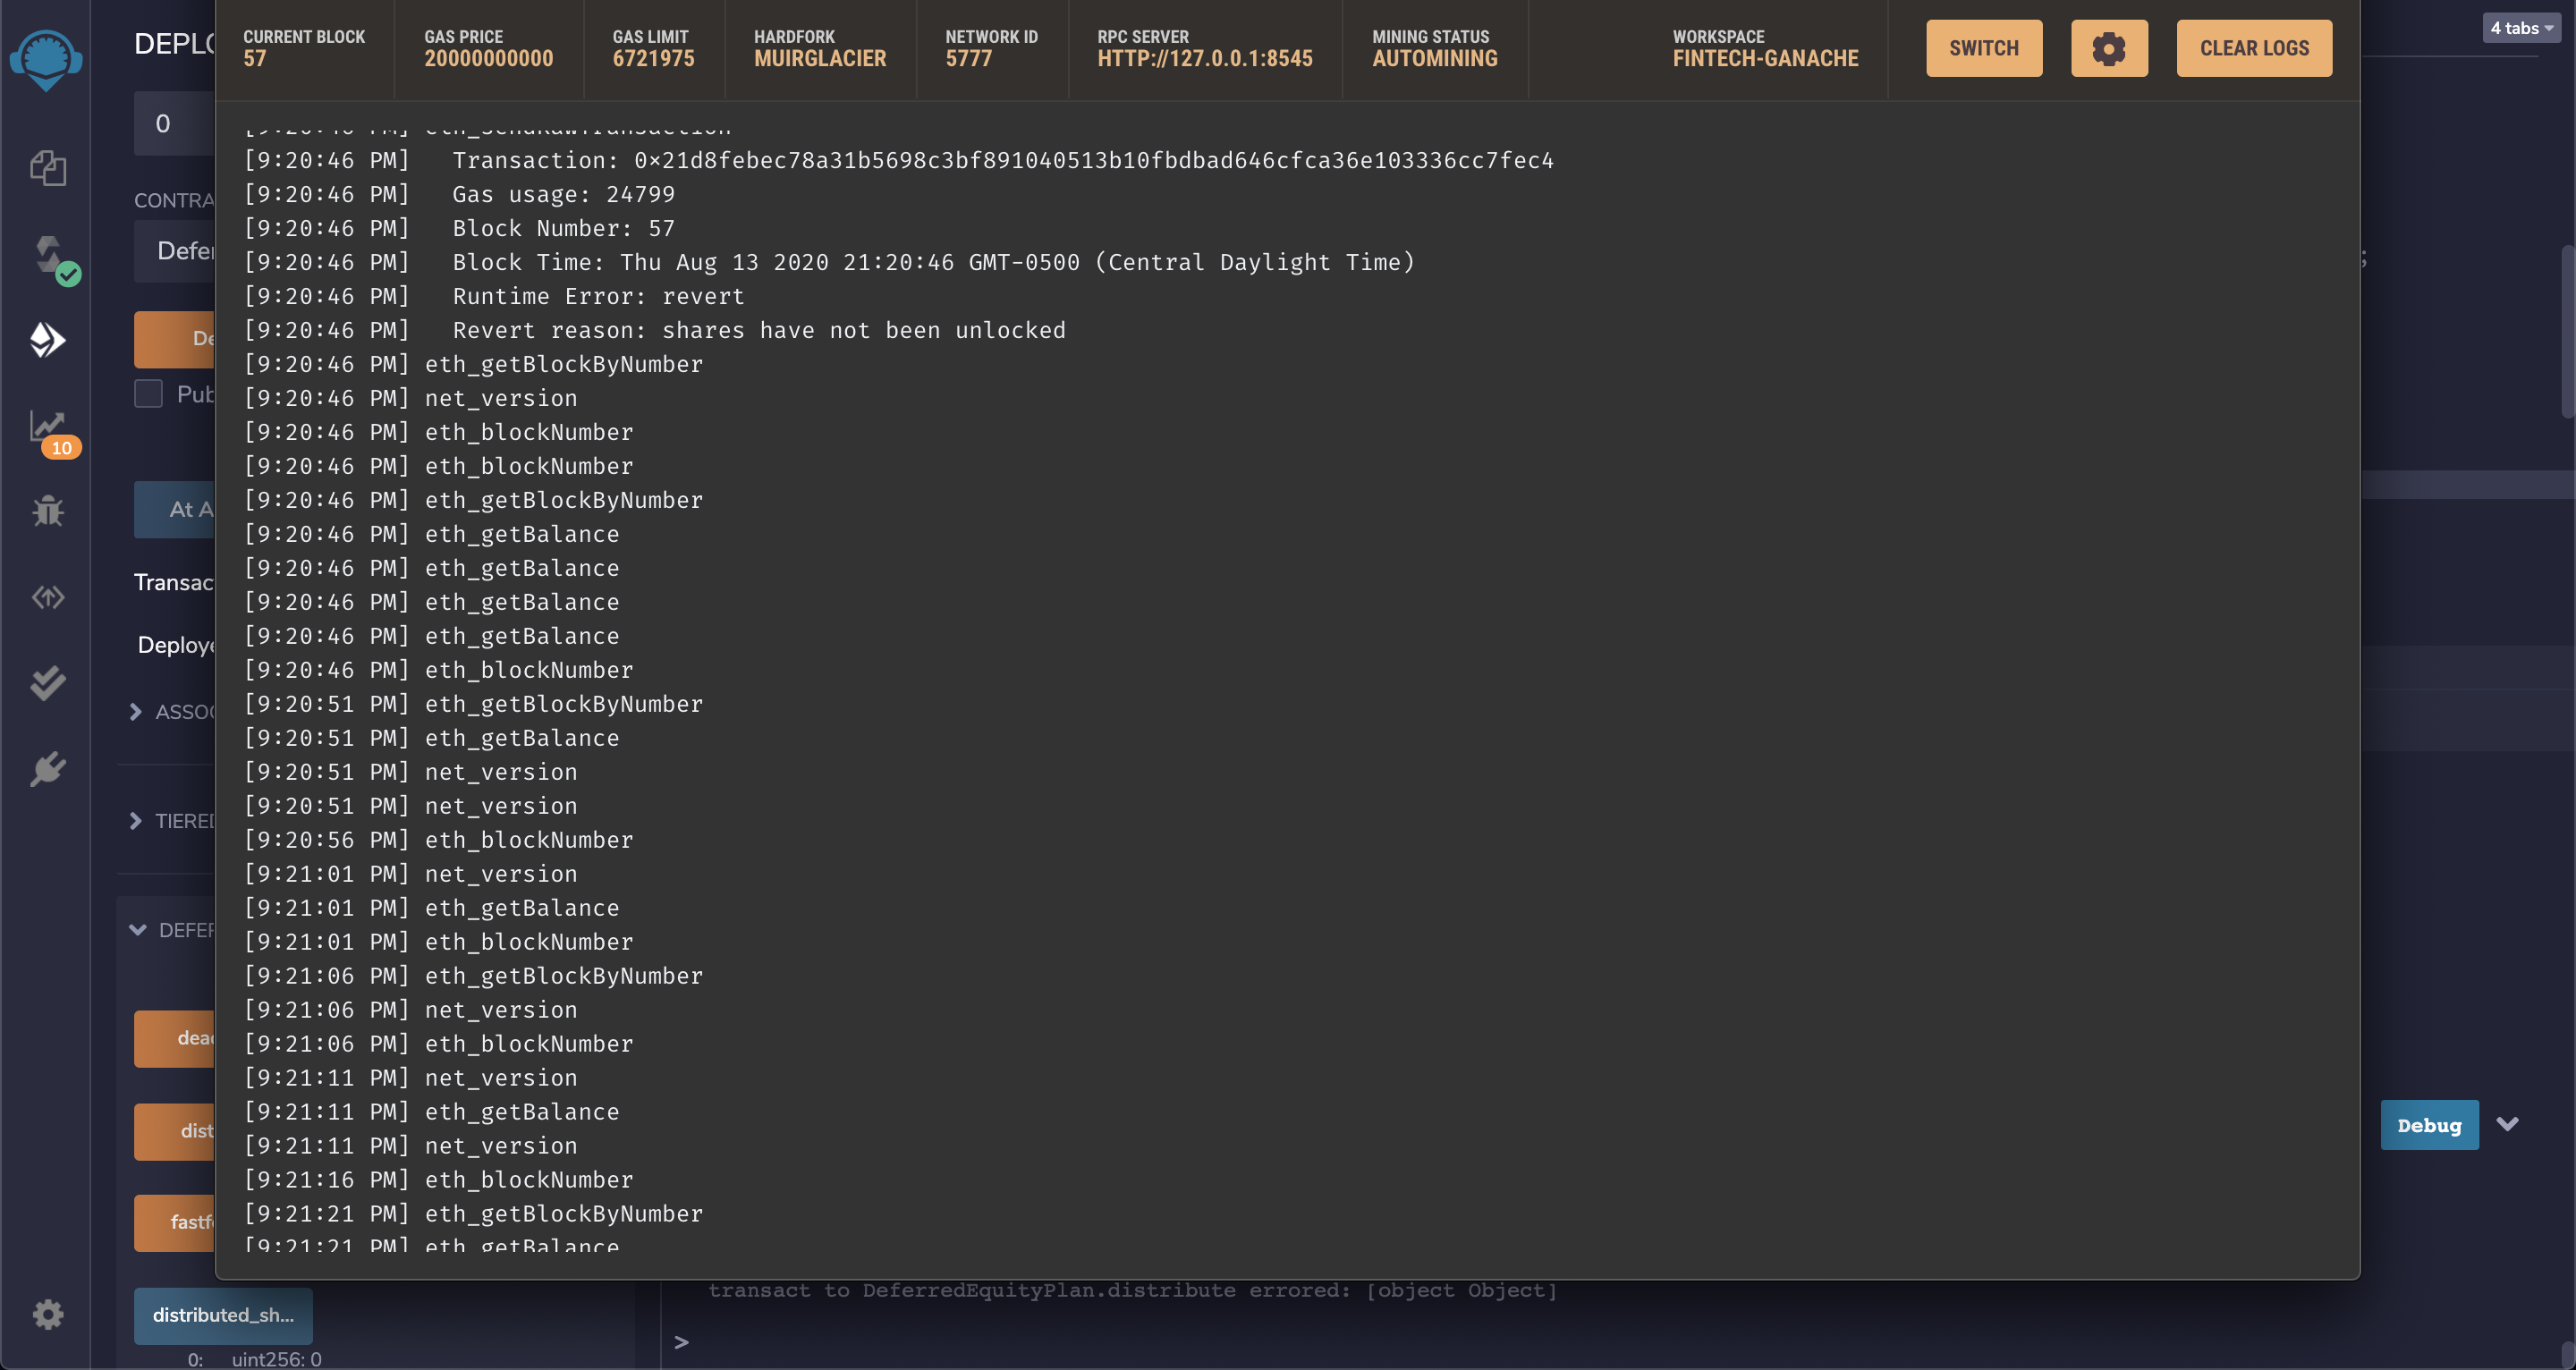 CURRENT BLOCK
57
GAS PRICE
20000000000
GAS LIMIT
6721975
HARDFORK
MUIRGLACIER
NETWORK ID
5777
RPC SERVER
HTTP://127.0.0.1:8545
MINING STATUS
AUTOMINING
WORKSPACE
FINTECH-GANACHE
SWITCH
CLEAR LOGS
4 tabs
DEPLO
0
CONTRA
Defer
De
Pub
10
At A
Transac
Deploye
ASSOC
TIERED
DEFER
dead
dist
fastfo
distributed_sh...
0: uint256: 0
[9:20:46 PM] eth_sendRawTransaction
[9:20:46 PM] Transaction: 0×21d8febec78a31b5698c3bf891040513b10fbdbad646cfca36e103336cc7fec4
[9:20:46 PM] Gas usage: 24799
[9:20:46 PM] Block Number: 57
[9:20:46 PM] Block Time: Thu Aug 13 2020 21:20:46 GMT-0500 (Central Daylight Time)
[9:20:46 PM] Runtime Error: revert
[9:20:46 PM] Revert reason: shares have not been unlocked
[9:20:46 PM] eth_getBlockByNumber
[9:20:46 PM] net_version
[9:20:46 PM] eth_blockNumber
[9:20:46 PM] eth_blockNumber
[9:20:46 PM] eth_getBlockByNumber
[9:20:46 PM] eth_getBalance
[9:20:46 PM] eth_getBalance
[9:20:46 PM] eth_getBalance
[9:20:46 PM] eth_getBalance
[9:20:46 PM] eth_blockNumber
[9:20:51 PM] eth_getBlockByNumber
[9:20:51 PM] eth_getBalance
[9:20:51 PM] net_version
[9:20:51 PM] net_version
[9:20:56 PM] eth_blockNumber
[9:21:01 PM] net_version
[9:21:01 PM] eth_getBalance
[9:21:01 PM] eth_blockNumber
[9:21:06 PM] eth_getBlockByNumber
[9:21:06 PM] net_version
[9:21:06 PM] eth_blockNumber
[9:21:11 PM] net_version
[9:21:11 PM] eth_getBalance
[9:21:11 PM] net_version
[9:21:16 PM] eth_blockNumber
[9:21:21 PM] eth_getBlockByNumber
[9:21:21 PM] eth_getBalance
;
Debug
transact to DeferredEquityPlan.distribute errored: [object Object]
>